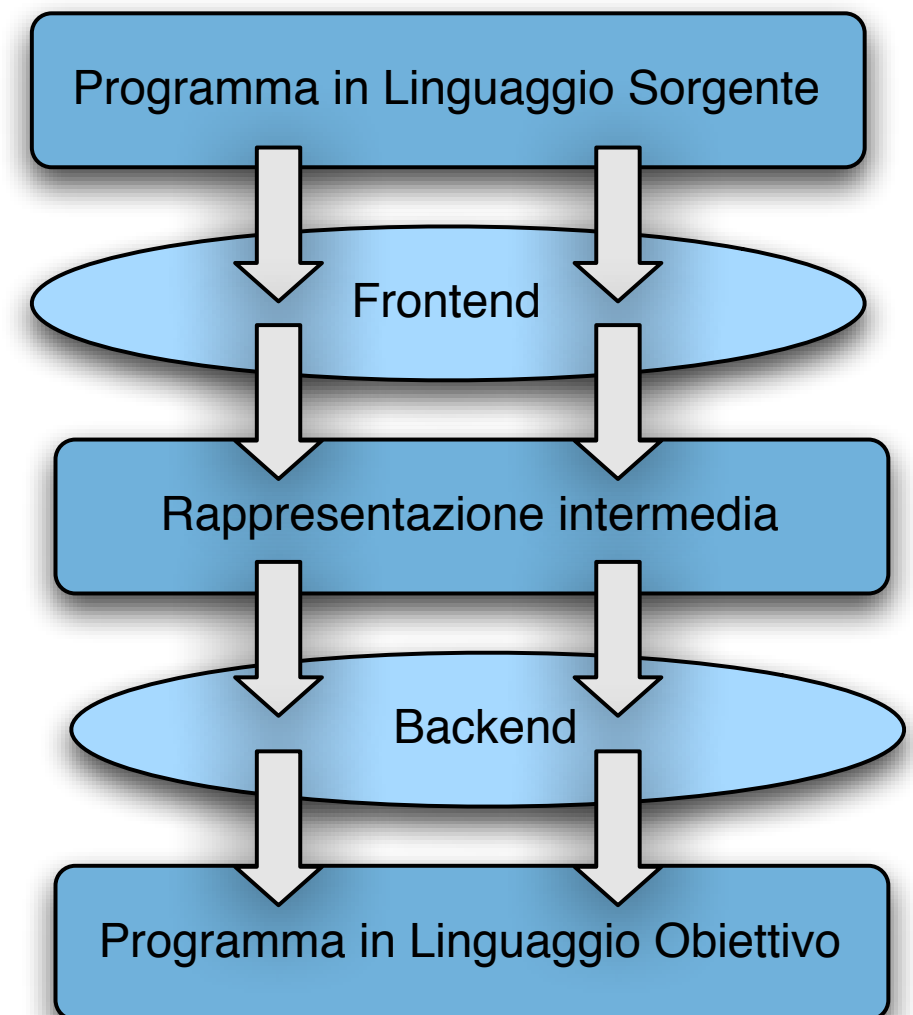 Programma in Linguaggio Sorgente
Frontend
Rappresentazione intermedia
Backend
Programma in Linguaggio Obiettivo